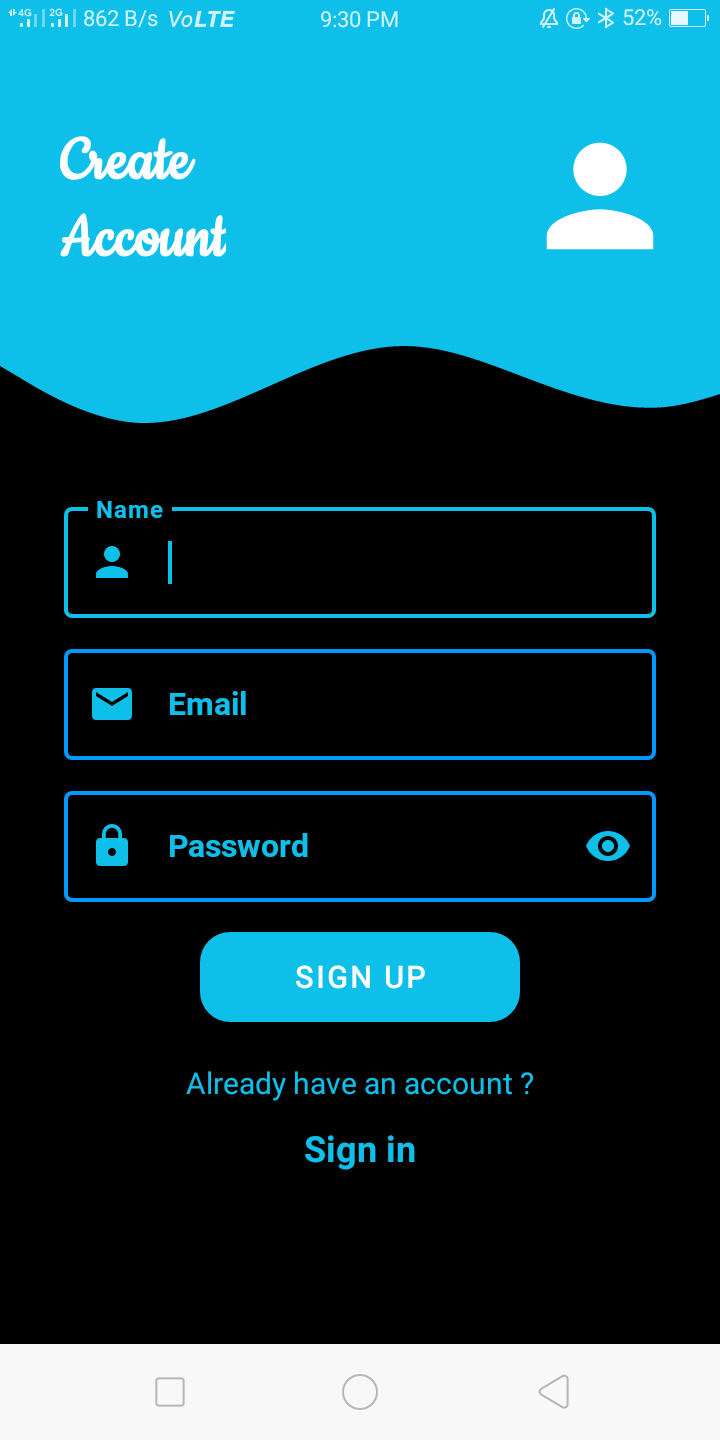 4G 2G 862 B/s VoLTE 9:30 PM 52%
Create
Account
Name
Email
Password
SIGN UP
Already have an account ?
Sign in